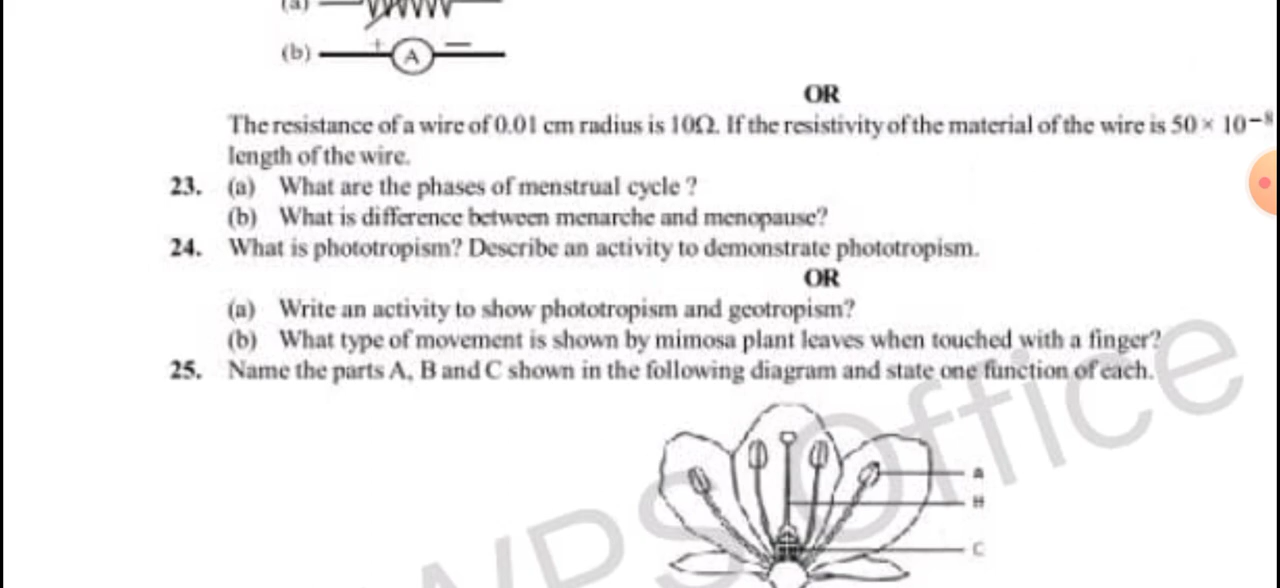 (a)
(b) + A −
OR
The resistance of a wire of 0.01 cm radius is 10Ω. If the resistivity of the material of the wire is 50 × 10−8
length of the wire.
23. (a) What are the phases of menstrual cycle ?
(b) What is difference between menarche and menopause?
24. What is phototropism? Describe an activity to demonstrate phototropism.
OR
(a) Write an activity to show phototropism and geotropism?
(b) What type of movement is shown by mimosa plant leaves when touched with a finger?
25. Name the parts A, B and C shown in the following diagram and state one function of each.
A
B
C
WPS Office